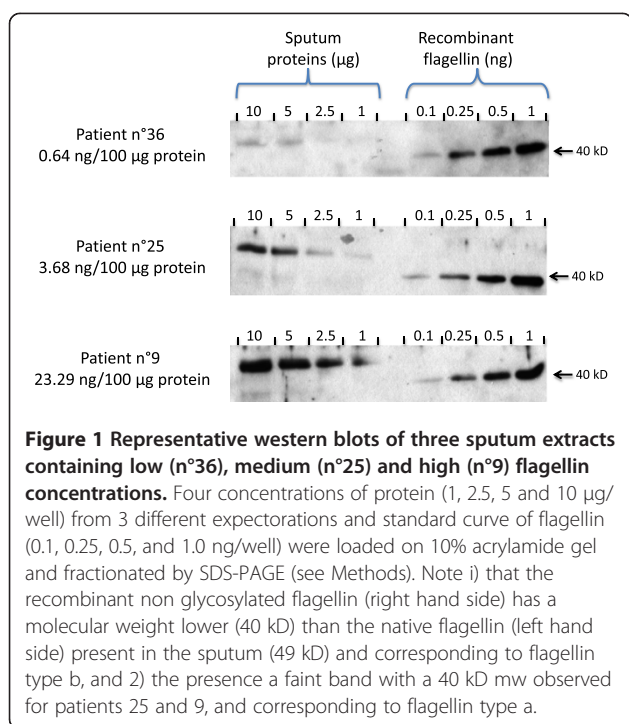 Sputum
proteins (µg)
Recombinant
flagellin (ng)
10 5 2.5 1 0.1 0.25 0.5 1
Patient n°36
0.64 ng/100 µg protein
40 kD
10 5 2.5 1 0.1 0.25 0.5 1
Patient n°25
3.68 ng/100 µg protein
40 kD
10 5 2.5 1 0.1 0.25 0.5 1
Patient n°9
23.29 ng/100 µg protein
40 kD
Figure 1 Representative western blots of three sputum extracts
containing low (n°36), medium (n°25) and high (n°9) flagellin
concentrations. Four concentrations of protein (1, 2.5, 5 and 10 µg/
well) from 3 different expectorations and standard curve of flagellin
(0.1, 0.25, 0.5, and 1.0 ng/well) were loaded on 10% acrylamide gel
and fractionated by SDS-PAGE (see Methods). Note i) that the
recombinant non glycosylated flagellin (right hand side) has a
molecular weight lower (40 kD) than the native flagellin (left hand
side) present in the sputum (49 kD) and corresponding to flagellin
type b, and 2) the presence a faint band with a 40 kD mw observed
for patients 25 and 9, and corresponding to flagellin type a.